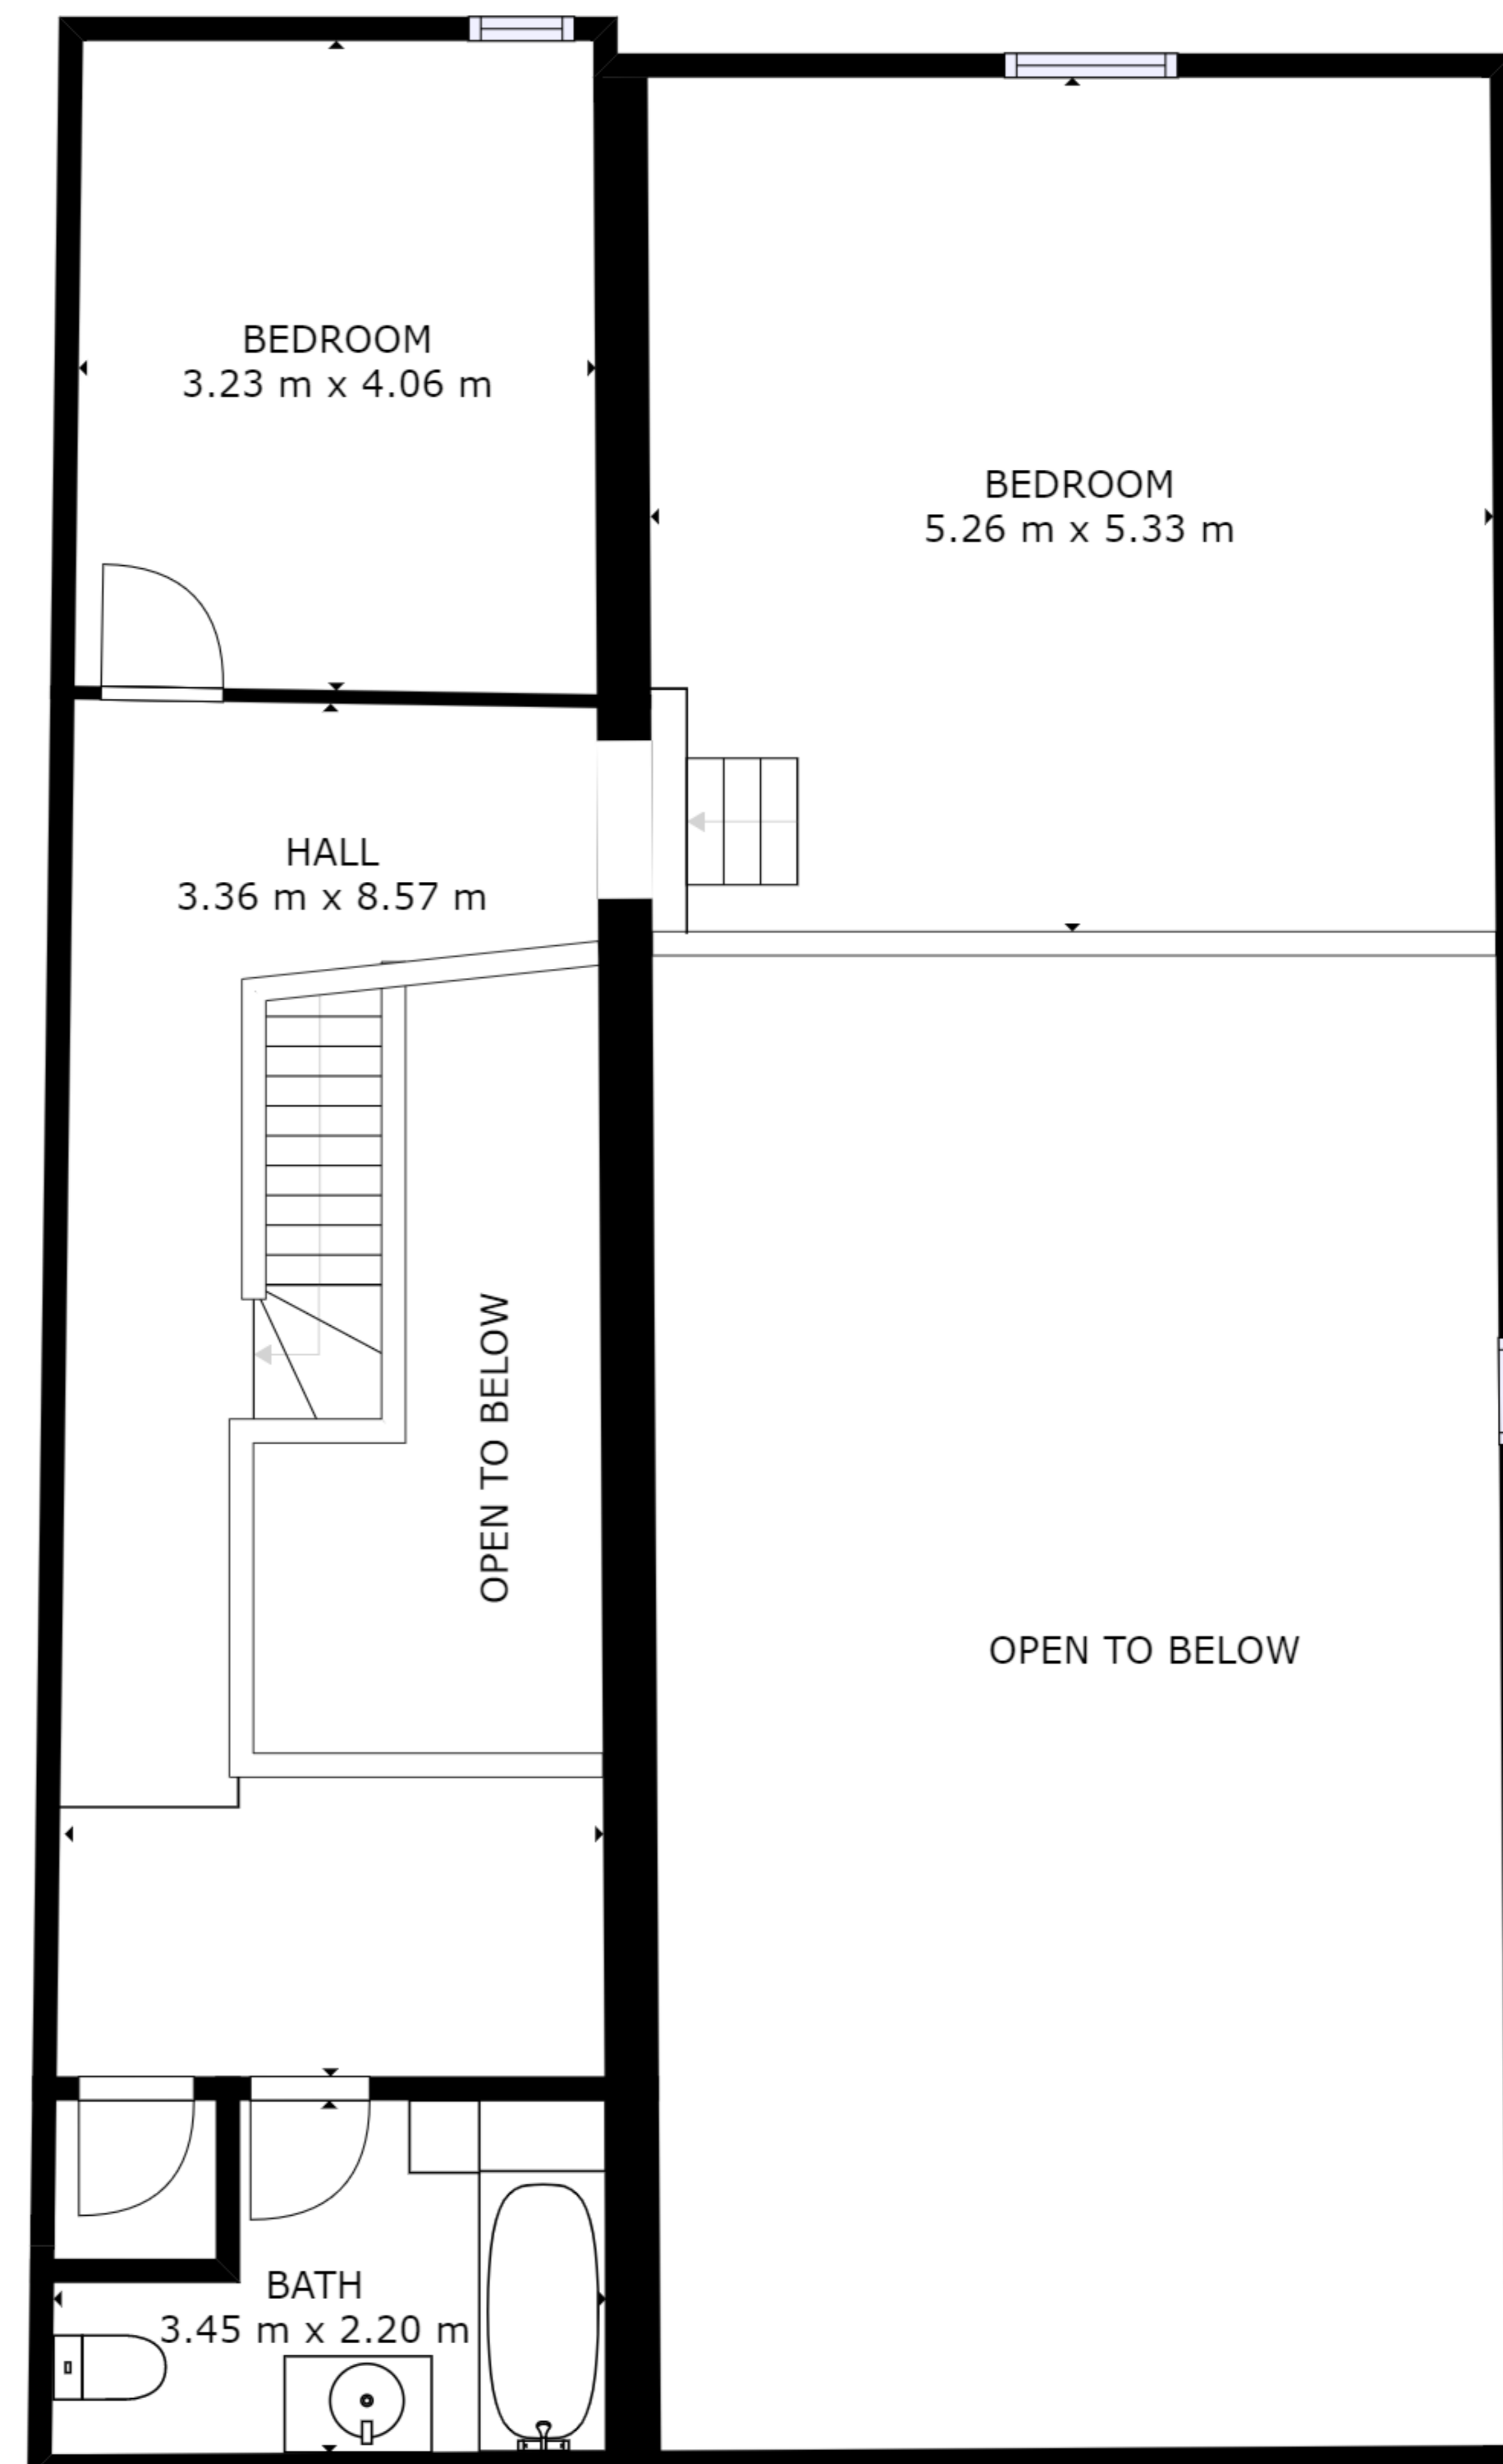 BEDROOM
3.23 m x 4.06 m
BEDROOM
5.26 m x 5.33 m
HALL
3.36 m x 8.57 m
OPEN TO BELOW
OPEN TO BELOW
BATH
3.45 m x 2.20 m